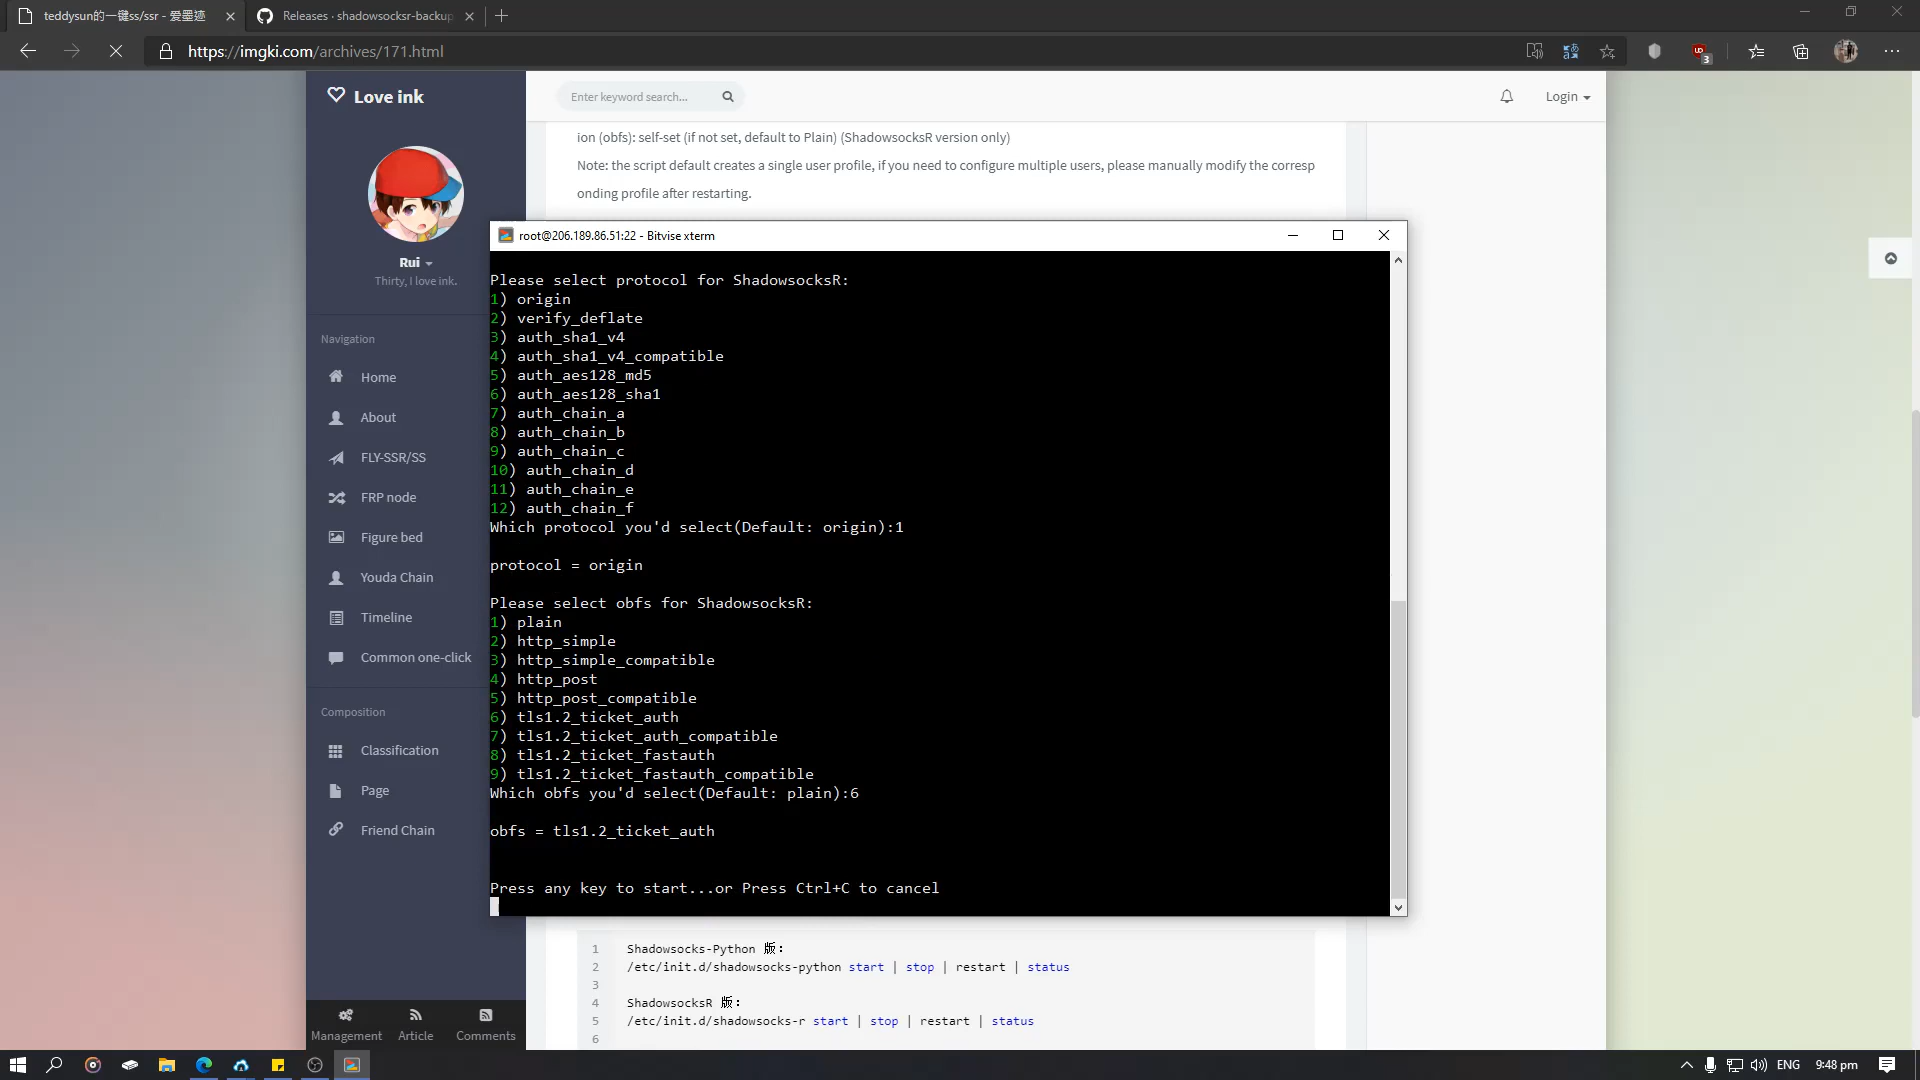 teddysun的一键ss/ssr - 爱墨迹
Releases · shadowsocksr-backup
https://imgki.com/archives/171.html
3
Love ink
Enter keyword search...
Login
Rui
Thirty, I love ink.
Navigation
Home
About
FLY-SSR/SS
FRP node
Figure bed
Youda Chain
Timeline
Common one-click
Composition
Classification
Page
Friend Chain
Management
Article
Comments
ion (obfs): self-set (if not set, default to Plain) (ShadowsocksR version only)
Note: the script default creates a single user profile, if you need to configure multiple users, please manually modify the corresp
onding profile after restarting.
root@206.189.86.51:22 - Bitvise xterm
Please select protocol for ShadowsocksR:
1) origin
2) verify_deflate
3) auth_sha1_v4
4) auth_sha1_v4_compatible
5) auth_aes128_md5
6) auth_aes128_sha1
7) auth_chain_a
8) auth_chain_b
9) auth_chain_c
10) auth_chain_d
11) auth_chain_e
12) auth_chain_f
Which protocol you'd select(Default: origin):1
protocol = origin
Please select obfs for ShadowsocksR:
1) plain
2) http_simple
3) http_simple_compatible
4) http_post
5) http_post_compatible
6) tls1.2_ticket_auth
7) tls1.2_ticket_auth_compatible
8) tls1.2_ticket_fastauth
9) tls1.2_ticket_fastauth_compatible
Which obfs you'd select(Default: plain):6
obfs = tls1.2_ticket_auth
Press any key to start...or Press Ctrl+C to cancel
1 Shadowsocks-Python 版：
2 /etc/init.d/shadowsocks-python start | stop | restart | status
3
4 ShadowsocksR 版：
5 /etc/init.d/shadowsocks-r start | stop | restart | status
6
ENG
9:48 pm